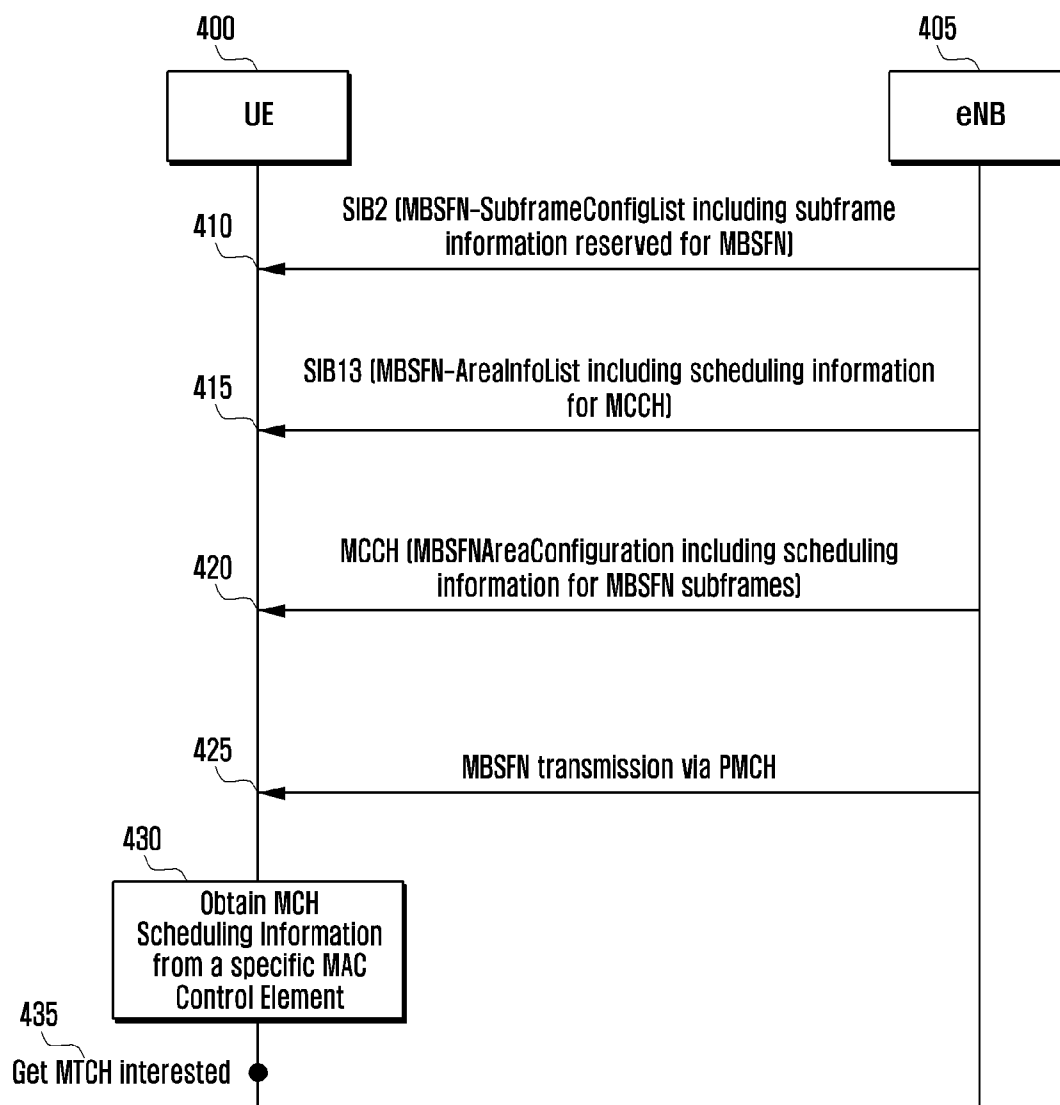 400
405
UE
eNB
SIB2 (MBSFN-SubframeConfigList including subframe
information reserved for MBSFN)
410
SIB13 (MBSFN-AreaInfoList including scheduling information
for MCCH)
415
MCCH (MBSFNAreaConfiguration including scheduling
information for MBSFN subframes)
420
425
MBSFN transmission via PMCH
430
Obtain MCH
Scheduling Information
from a specific MAC
Control Element
435
Get MTCH interested